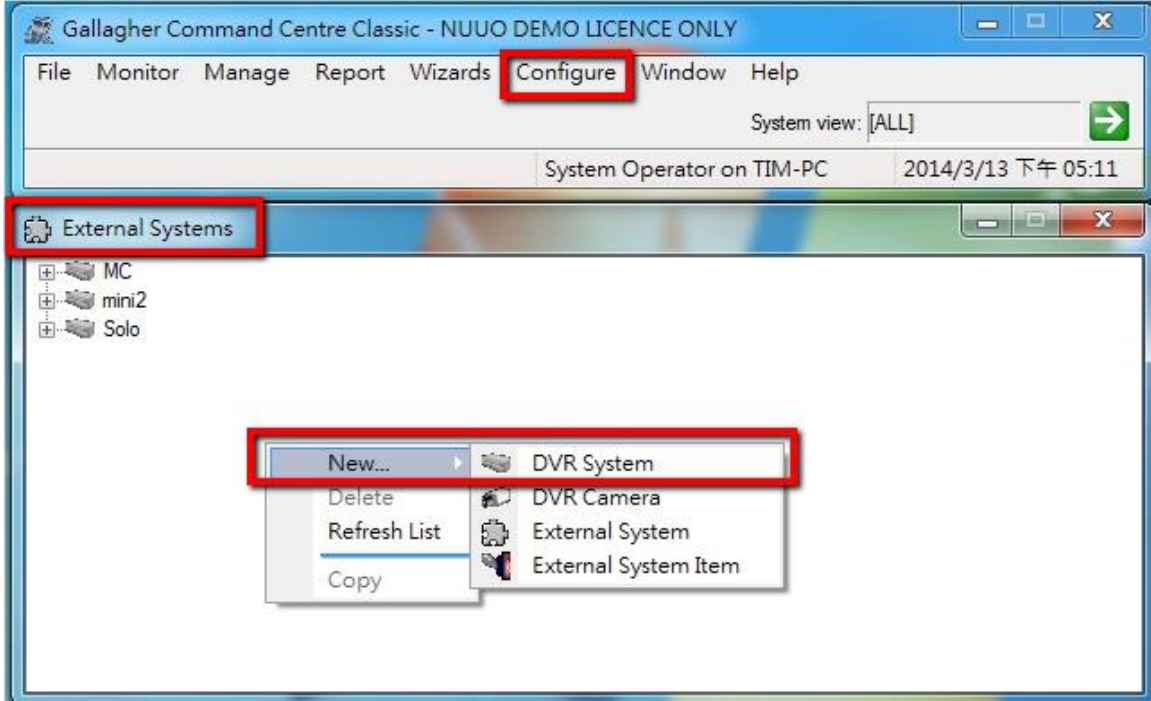 Gallagher Command Centre Classic - NUUO DEMO LICENCE ONLY
File Monitor Manage Report Wizards Configure Window Help
System view: [ALL]
System Operator on TIM-PC 2014/3/13 下午 05:11
External Systems
MC
mini2
Solo
New... DVR System
Delete DVR Camera
Refresh List External System
External System Item
Copy